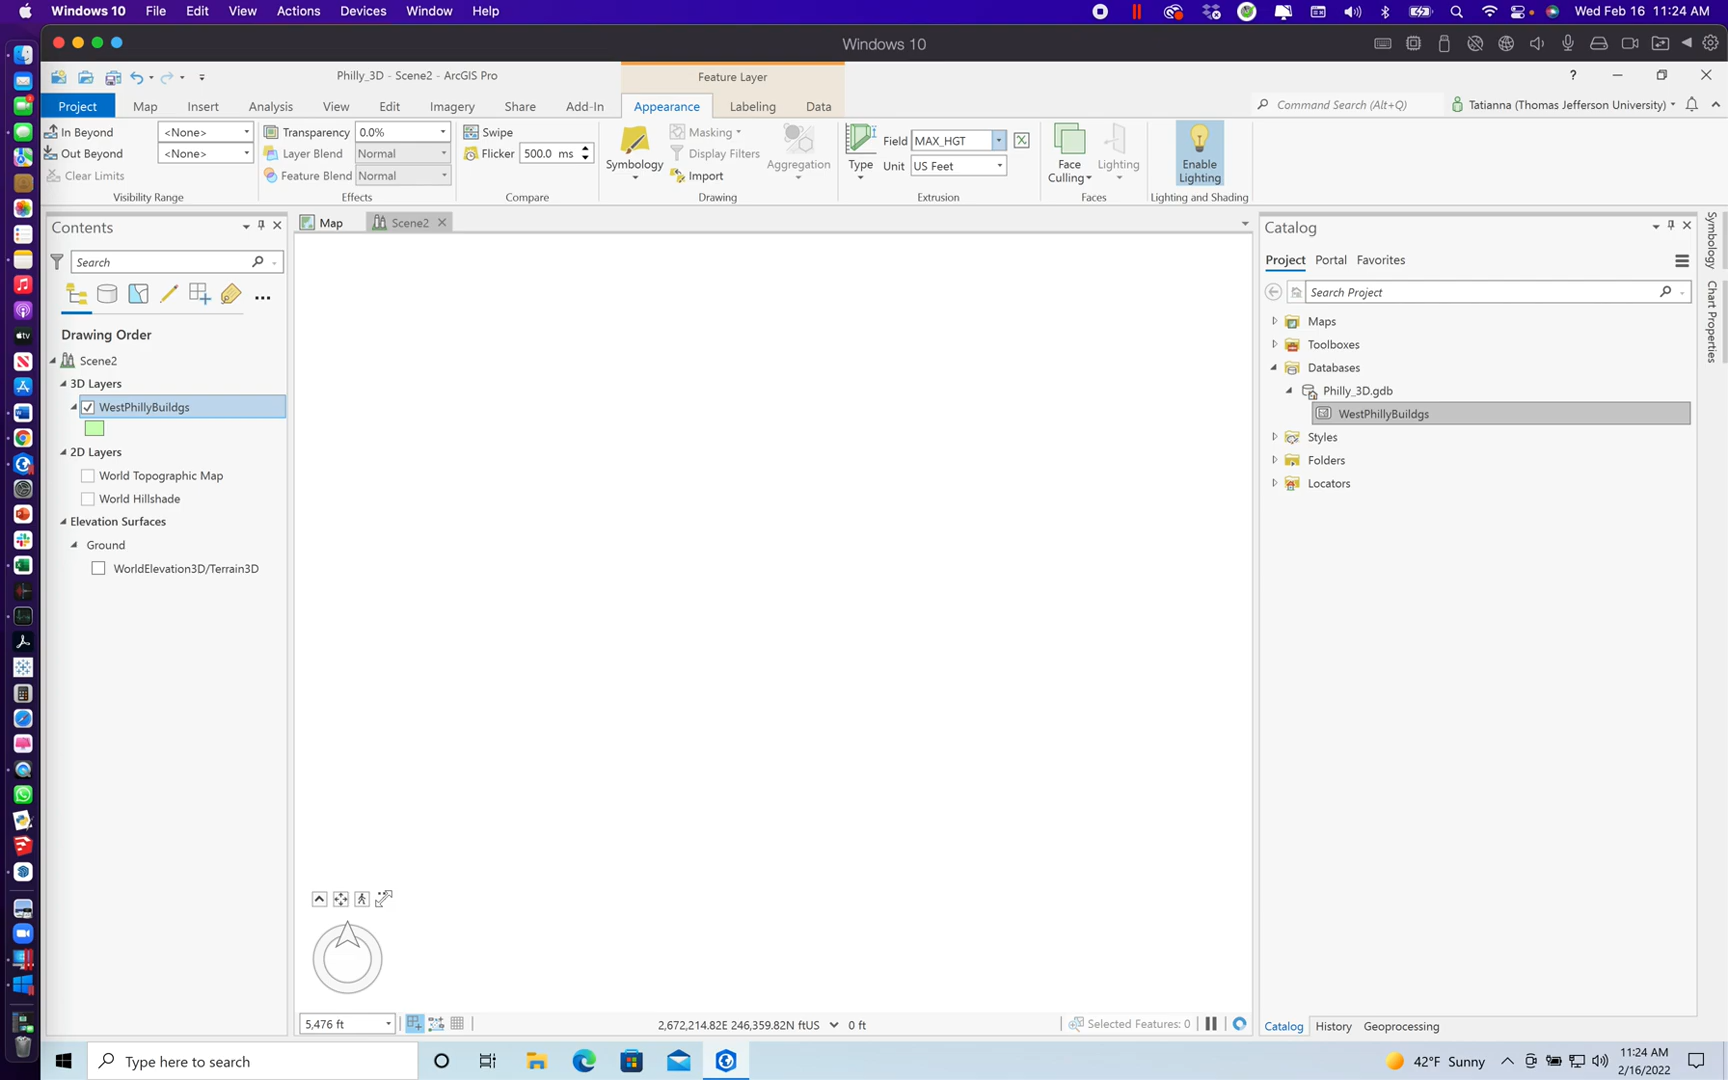 Windows 10 File Edit View Actions Devices Window Help Wed Feb 16 11:24 AM
Windows 10
Philly_3D - Scene2 - ArcGIS Pro
Feature Layer
?
Project Map Insert Analysis View Edit Imagery Share Add-In Appearance Labeling Data
Command Search (Alt+Q)
Tatianna (Thomas Jefferson University)
In Beyond <None>
Out Beyond <None>
Clear Limits
Visibility Range
Transparency 0.0%
Layer Blend Normal
Feature Blend Normal
Effects
Swipe
Flicker 500.0 ms
Compare
Symbology
Masking
Display Filters
Import
Aggregation
Drawing
Type
Field MAX_HGT
Unit US Feet
Extrusion
Face
Culling
Lighting
Faces
Enable
Lighting
Lighting and Shading
Contents
Search
Drawing Order
Scene2
3D Layers
WestPhillyBuildgs
2D Layers
World Topographic Map
World Hillshade
Elevation Surfaces
Ground
WorldElevation3D/Terrain3D
Map Scene2
5,476 ft
2,672,214.82E 246,359.82N ftUS 0 ft
Selected Features: 0
Catalog
Project Portal Favorites
Search Project
Maps
Toolboxes
Databases
Philly_3D.gdb
WestPhillyBuildgs
Styles
Folders
Locators
Catalog History Geoprocessing
Symbology
Chart Properties
tv
Type here to search
42°F Sunny
11:24 AM
2/16/2022